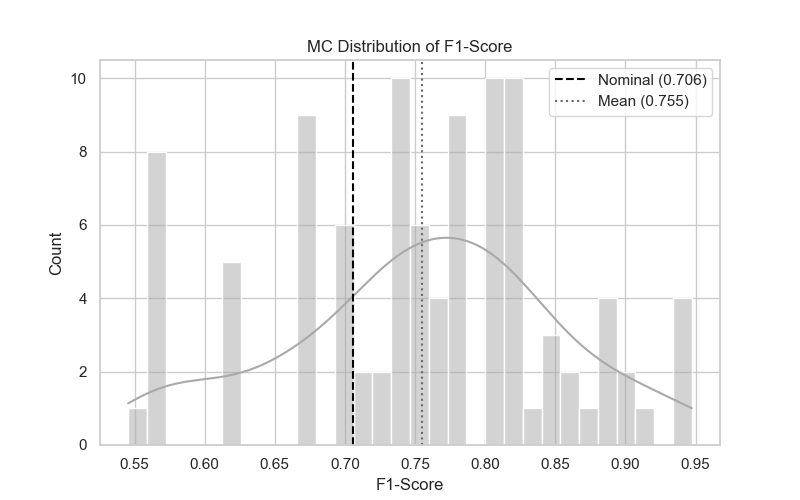 MC Distribution of F1-Score
Nominal (0.706)
Mean (0.755)
Count
10
8
6
4
2
0
0.55 0.60 0.65 0.70 0.75 0.80 0.85 0.90 0.95
F1-Score